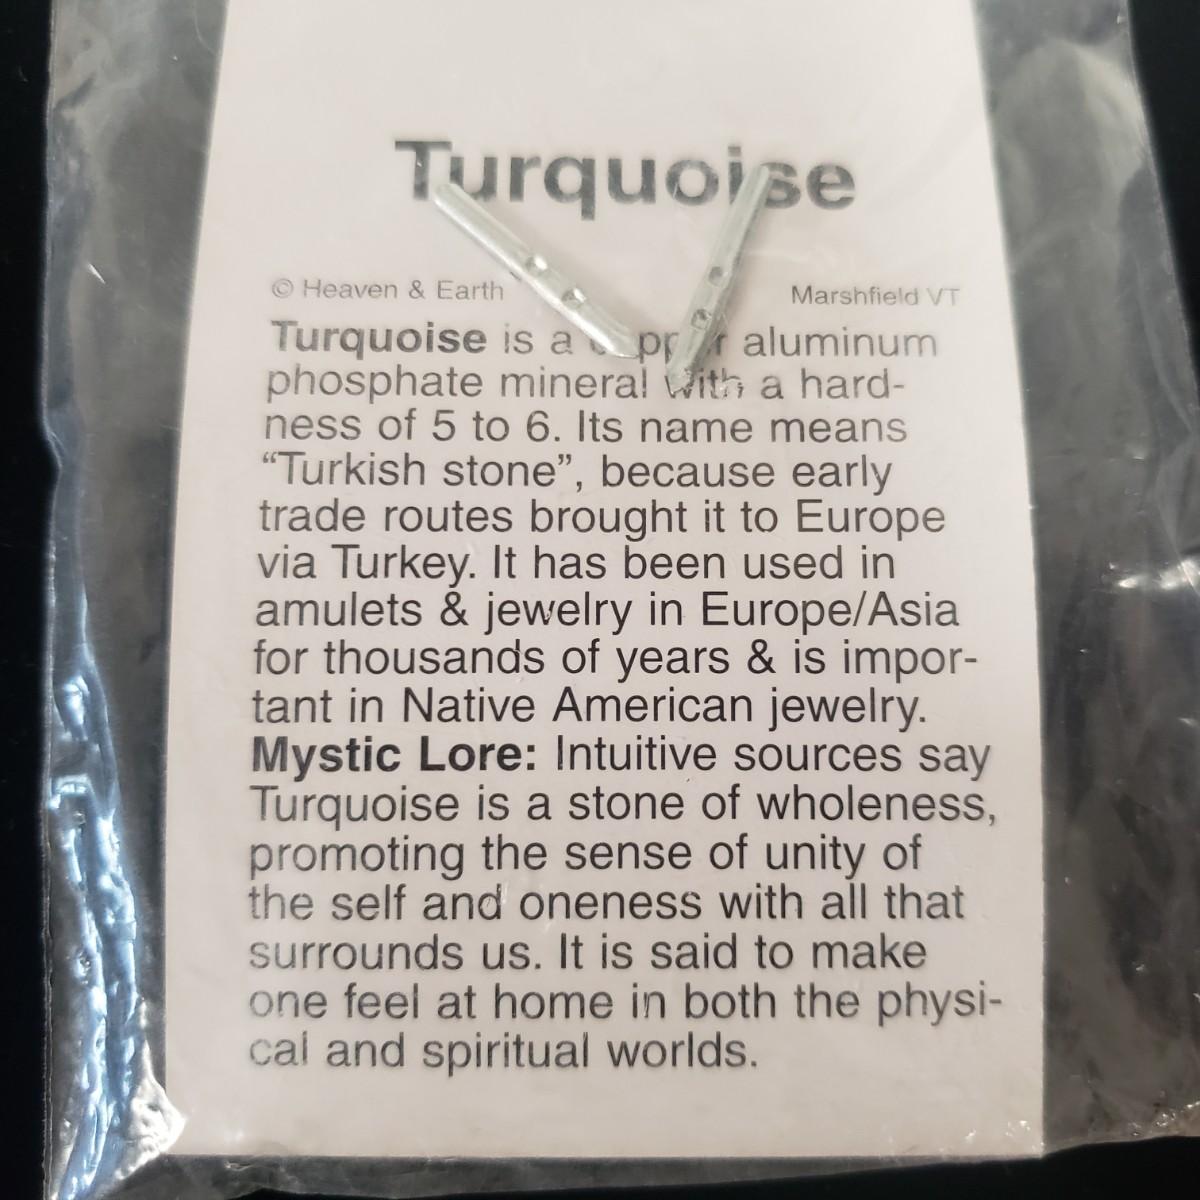 Turquoise
© Heaven & Earth Marshfield VT
Turquoise is a copper aluminum
phosphate mineral with a hard-
ness of 5 to 6. Its name means
“Turkish stone”, because early
trade routes brought it to Europe
via Turkey. It has been used in
amulets & jewelry in Europe/Asia
for thousands of years & is impor-
tant in Native American jewelry.
Mystic Lore: Intuitive sources say
Turquoise is a stone of wholeness,
promoting the sense of unity of
the self and oneness with all that
surrounds us. It is said to make
one feel at home in both the physi-
cal and spiritual worlds.